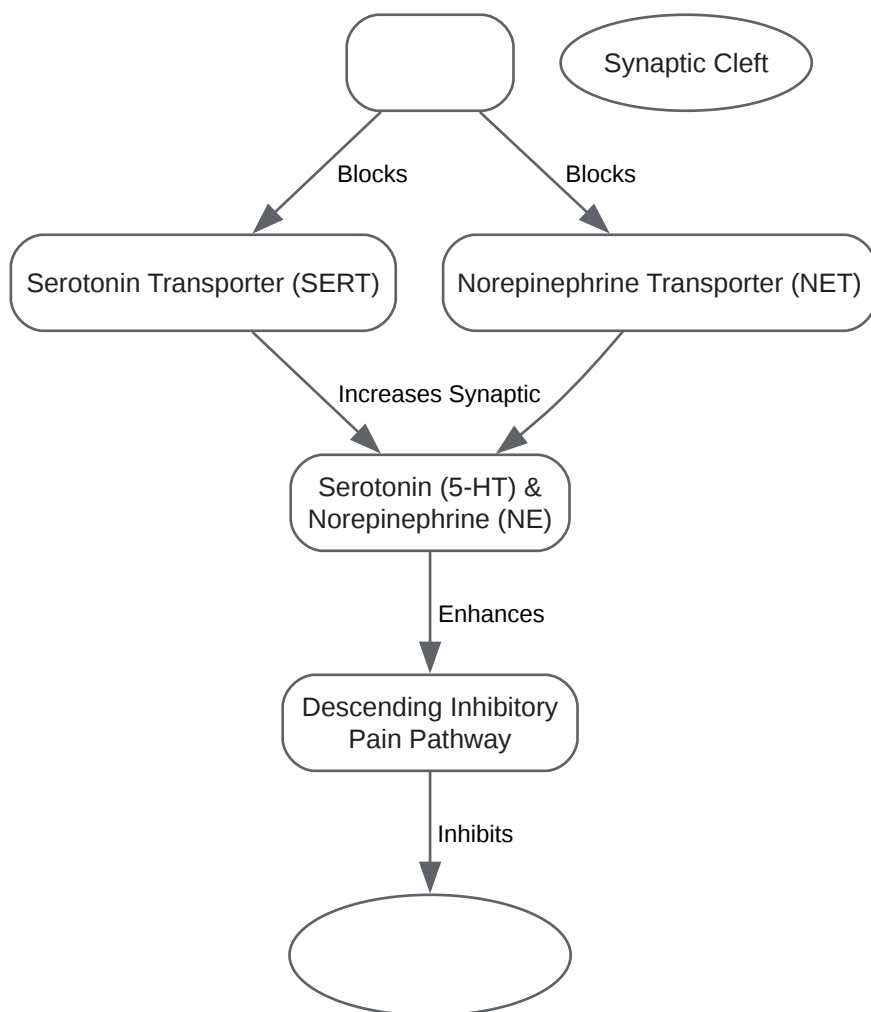 Synaptic Cleft
Blocks
Blocks
Serotonin Transporter (SERT)
Norepinephrine Transporter (NET)
Increases Synaptic
Serotonin (5-HT) &
Norepinephrine (NE)
Enhances
Descending Inhibitory
Pain Pathway
Inhibits